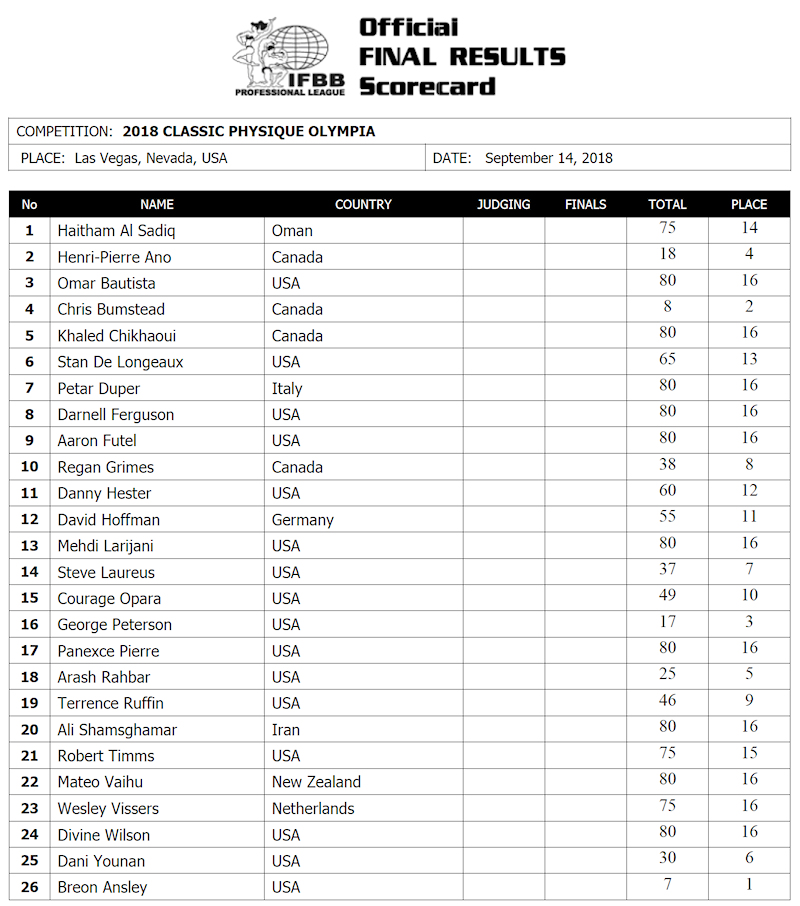 Official
FINAL RESULTS
Scorecard
IFBB
PROFESSIONAL LEAGUE
COMPETITION: 2018 CLASSIC PHYSIQUE OLYMPIA
PLACE: Las Vegas, Nevada, USA DATE: September 14, 2018
No NAME COUNTRY JUDGING FINALS TOTAL PLACE
1 Haitham Al Sadiq Oman 75 14
2 Henri-Pierre Ano Canada 18 4
3 Omar Bautista USA 80 16
4 Chris Bumstead Canada 8 2
5 Khaled Chikhaoui Canada 80 16
6 Stan De Longeaux USA 65 13
7 Petar Duper Italy 80 16
8 Darnell Ferguson USA 80 16
9 Aaron Futel USA 80 16
10 Regan Grimes Canada 38 8
11 Danny Hester USA 60 12
12 David Hoffman Germany 55 11
13 Mehdi Larijani USA 80 16
14 Steve Laureus USA 37 7
15 Courage Opara USA 49 10
16 George Peterson USA 17 3
17 Panexce Pierre USA 80 16
18 Arash Rahbar USA 25 5
19 Terrence Ruffin USA 46 9
20 Ali Shamsghamar Iran 80 16
21 Robert Timms USA 75 15
22 Mateo Vaihu New Zealand 80 16
23 Wesley Vissers Netherlands 75 16
24 Divine Wilson USA 80 16
25 Dani Younan USA 30 6
26 Breon Ansley USA 7 1